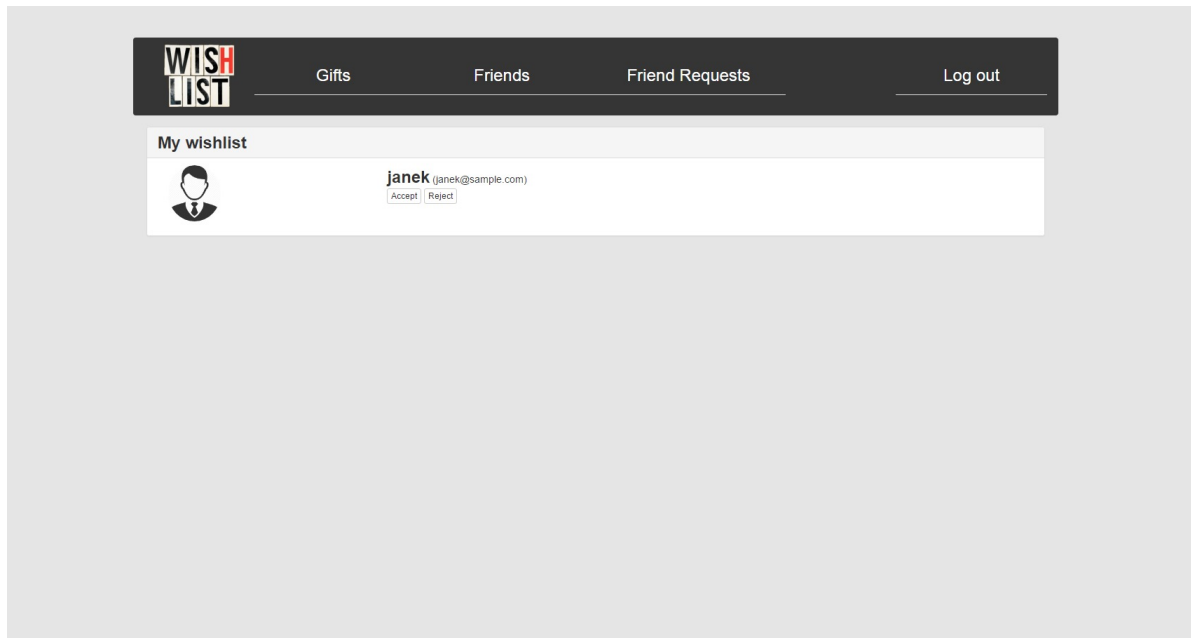 WISH
LIST
Gifts Friends Friend Requests Log out
My wishlist
janek (janek@sample.com)
Accept Reject